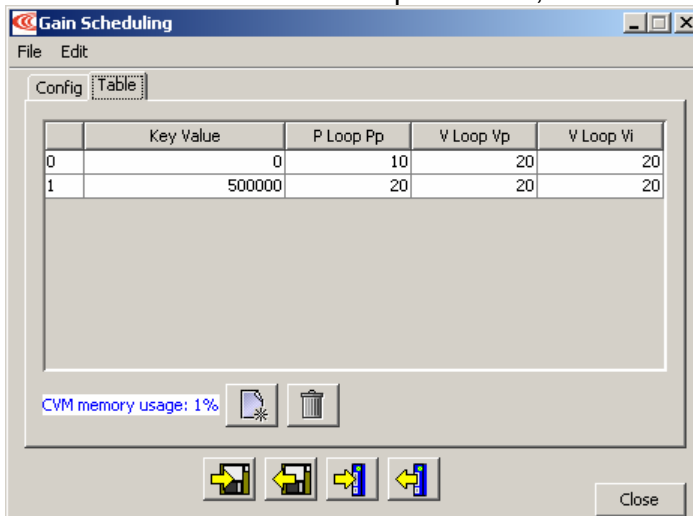 Gain Scheduling
File Edit
Config Table
Key Value P Loop Pp V Loop Vp V Loop Vi
0 0 10 20 20
1 500000 20 20 20
CVM memory usage: 1%
Close